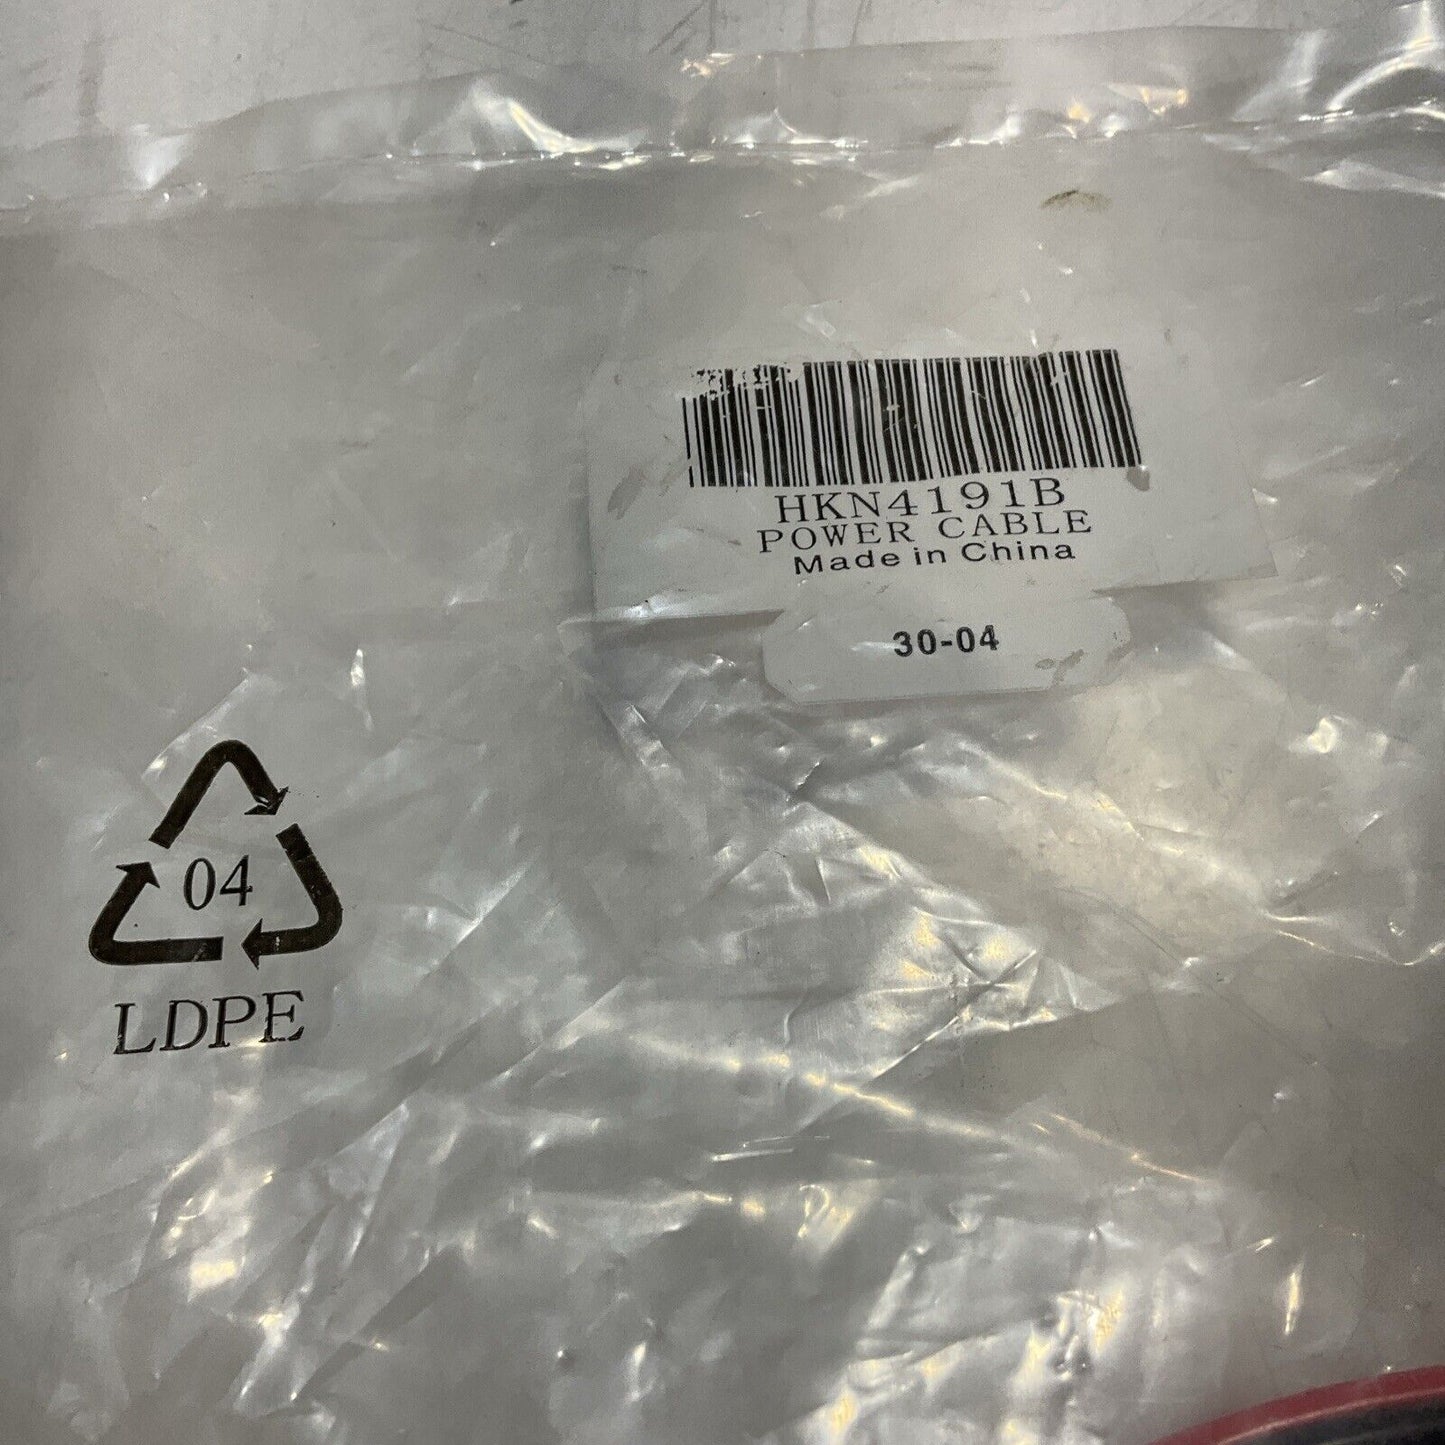 HKN4191B
POWER CABLE
Made in China
30-04
04
LDPE